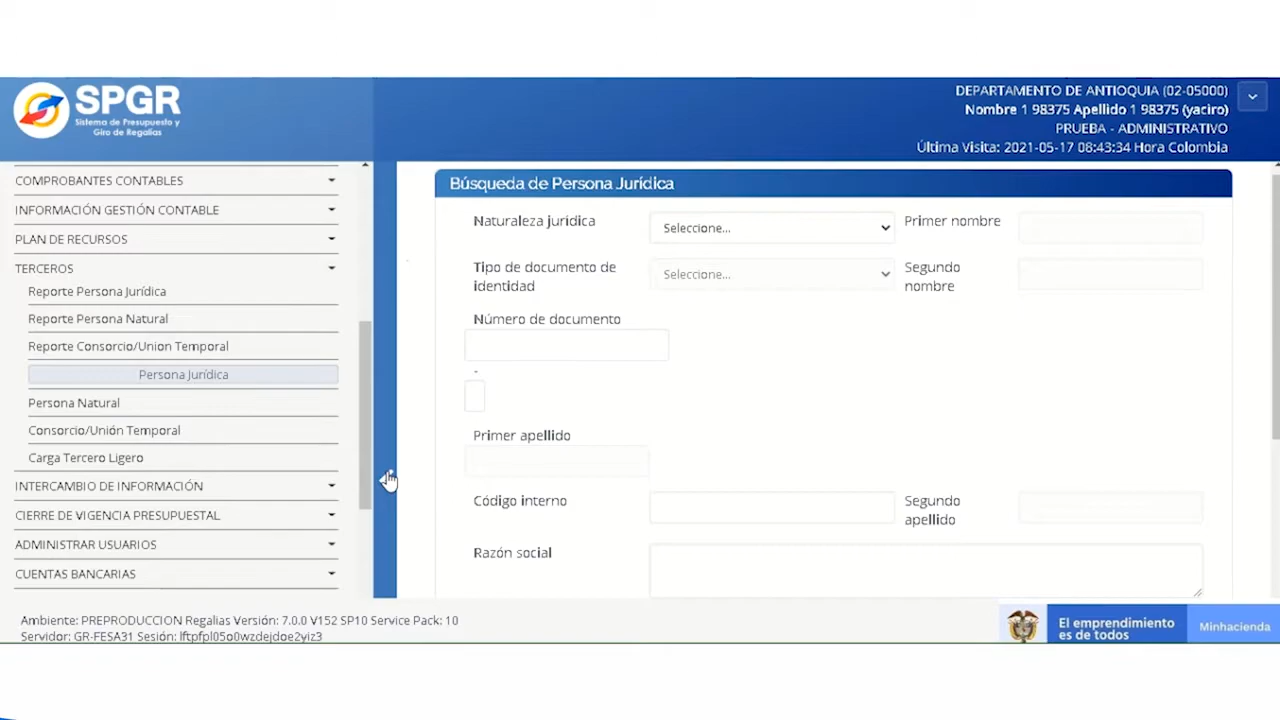 SPGR
Sistema de Presupuesto y
Giro de Regalías
DEPARTAMENTO DE ANTIOQUIA (02-05000)
Nombre 1 98375 Apellido 1 98375 (yaciro)
PRUEBA - ADMINISTRATIVO
Última Visita: 2021-05-17 08:43:34 Hora Colombia
COMPROBANTES CONTABLES
INFORMACIÓN GESTIÓN CONTABLE
PLAN DE RECURSOS
TERCEROS
Reporte Persona Jurídica
Reporte Persona Natural
Reporte Consorcio/Union Temporal
Persona Jurídica
Persona Natural
Consorcio/Unión Temporal
Carga Tercero Ligero
INTERCAMBIO DE INFORMACIÓN
CIERRE DE VIGENCIA PRESUPUESTAL
ADMINISTRAR USUARIOS
CUENTAS BANCARIAS
Búsqueda de Persona Jurídica
Naturaleza jurídica
Seleccione...
Primer nombre
Tipo de documento de
identidad
Seleccione...
Segundo
nombre
Número de documento
-
Primer apellido
Código interno
Segundo
apellido
Razón social
Ambiente: PREPRODUCCION Regalias Versión: 7.0.0 V152 SP10 Service Pack: 10
Servidor: GR-FESA31 Sesión: lftpfpl05o0wzdejdoe2yiz3
El emprendimiento
es de todos
Minhacienda